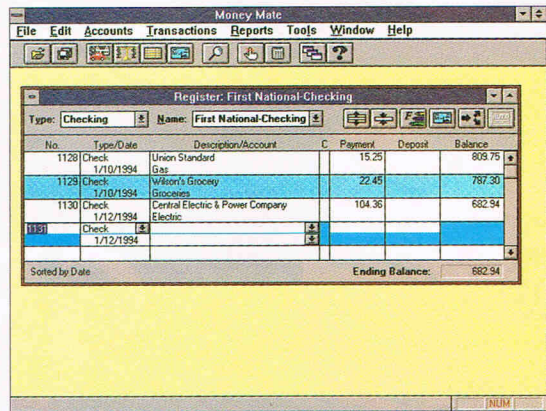 Money Mate
File Edit Accounts Transactions Reports Tools Window Help
Register: First National-Checking
Type: Checking Name: First National-Checking
No. Type/Date Description/Account C Payment Deposit Balance
1128 Check Union Standard 15.25 809.75
1/10/1994 Gas
1129 Check Wilson's Grocery 22.45 787.30
1/10/1994 Groceries
1130 Check Central Electric & Power Company 104.36 682.94
1/12/1994 Electric
1131 Check
1/12/1994
Sorted by Date Ending Balance: 682.94
NUM